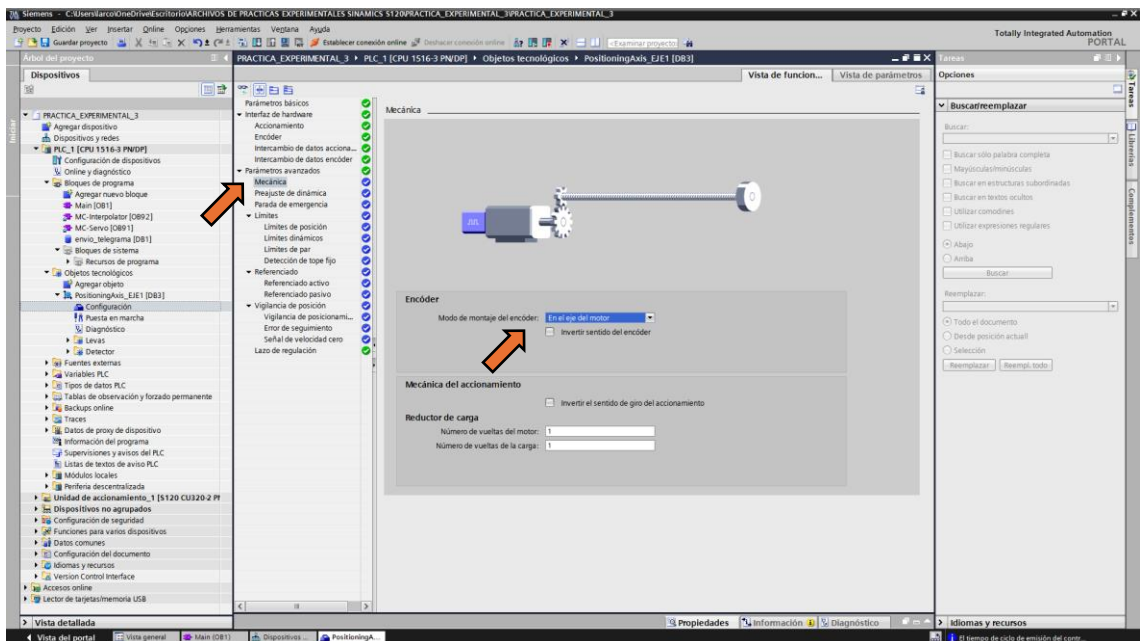 Siemens - C:\Users\larco\OneDrive\Escritorio\ARCHIVOS DE PRACTICAS EXPERIMENTALES SINAMICS S120\PRACTICA_EXPERIMENTAL_3\PRACTICA_EXPERIMENTAL_3
Proyecto Edición Ver Insertar Online Opciones Herramientas Ventana Ayuda
Totally Integrated Automation
PORTAL
Guardar proyecto
Establecer conexión online
Deshacer conexión online
<Examinar proyecto>
Árbol del proyecto
Dispositivos
PRACTICA_EXPERIMENTAL_3
Agregar dispositivo
Dispositivos y redes
PLC_1 [CPU 1516-3 PN/DP]
Configuración de dispositivos
Online y diagnóstico
Bloques de programa
Agregar nuevo bloque
Main [OB1]
MC-Interpolator [OB92]
MC-Servo [OB91]
envio_telegrama [DB1]
Bloques de sistema
Recursos de programa
Objetos tecnológicos
Agregar objeto
PositioningAxis_EJE1 [DB3]
Configuración
Puesta en marcha
Diagnóstico
Levas
Detector
Fuentes externas
Variables PLC
Tipos de datos PLC
Tablas de observación y forzado permanente
Backups online
Traces
Datos de proxy de dispositivo
Información del programa
Supervisiones y avisos del PLC
Listas de textos de aviso PLC
Módulos locales
Periferia descentralizada
Unidad de accionamiento_1 [S120 CU320-2 PN
Dispositivos no agrupados
Configuración de seguridad
Funciones para varios dispositivos
Datos comunes
Configuración del documento
Idiomas y recursos
Version Control Interface
Accesos online
Lector de tarjetas/memoria USB
Vista detallada
PRACTICA_EXPERIMENTAL_3 ▸ PLC_1 [CPU 1516-3 PN/DP] ▸ Objetos tecnológicos ▸ PositioningAxis_EJE1 [DB3]
Vista de funcion...
Vista de parámetros
Parámetros básicos
Interfaz de hardware
Accionamiento
Encóder
Intercambio de datos acciona...
Intercambio de datos encóder
Parámetros avanzados
Mecánica
Preajuste de dinámica
Parada de emergencia
Límites
Límites de posición
Límites dinámicos
Límites de par
Detección de tope fijo
Referenciado
Referenciado activo
Referenciado pasivo
Vigilancia de posición
Vigilancia de posicionami...
Error de seguimiento
Señal de velocidad cero
Lazo de regulación
Mecánica
Encóder
Modo de montaje del encóder: En el eje del motor
Invertir sentido del encóder
Mecánica del accionamiento
Invertir el sentido de giro del accionamiento
Reductor de carga
Número de vueltas del motor: 1
Número de vueltas de la carga: 1
Propiedades
Información
Diagnóstico
Tareas
Opciones
Buscar/reemplazar
Buscar:
Buscar sólo palabra completa
Mayúsculas/minúsculas
Buscar en estructuras subordinadas
Buscar en textos ocultos
Utilizar comodines
Utilizar expresiones regulares
Abajo
Arriba
Buscar
Reemplazar:
Todo el documento
Desde posición actuall
Selección
Reemplazar
Reempl. todo
Idiomas y recursos
Tareas
Librerías
Complementos
Iniciar
Vista del portal
Vista general
Main (OB1)
Dispositivos ...
PositioningA...
El tiempo de ciclo de emisión del contr...